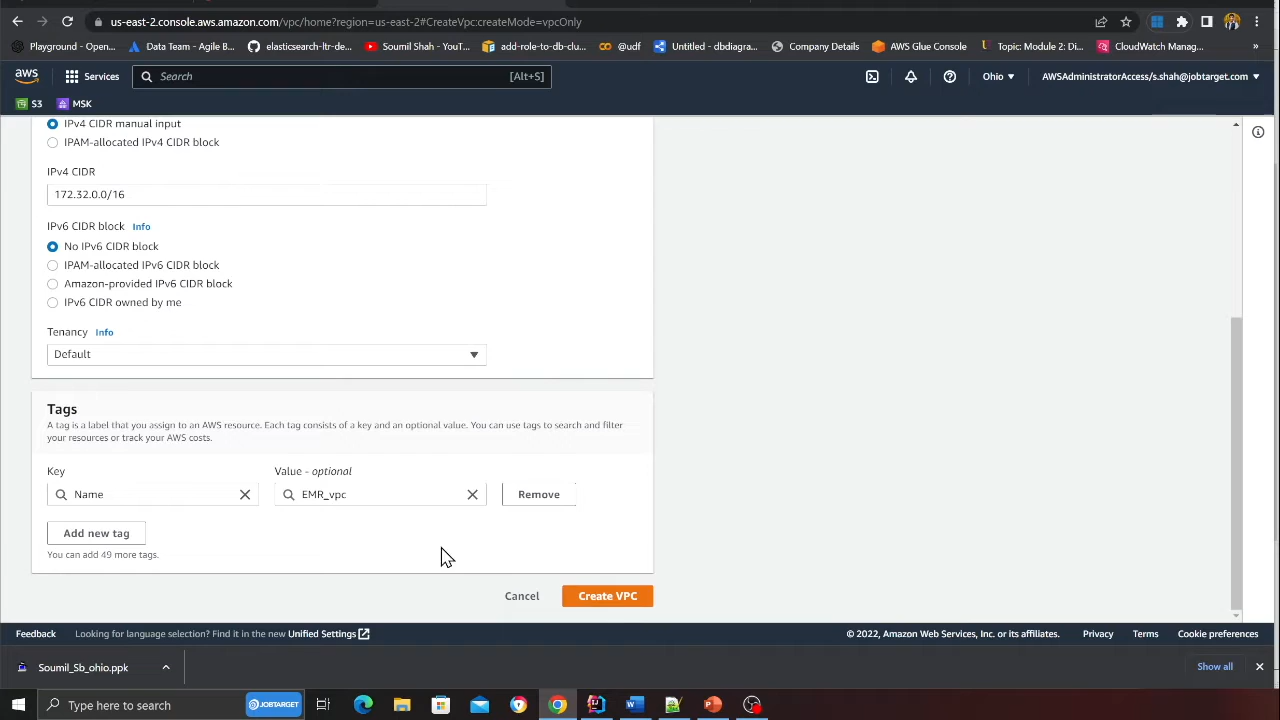 us-east-2.console.aws.amazon.com/vpc/home?region=us-east-2#CreateVpc:createMode=vpcOnly
Playground - Open...
Data Team - Agile B...
elasticsearch-ltr-de...
Soumil Shah - YouT...
add-role-to-db-clu...
@udf
Untitled - dbdiagra...
Company Details
AWS Glue Console
Topic: Module 2: Di...
CloudWatch Manag...
»
aws
Services
Search [Alt+S]
Ohio
AWSAdministratorAccess/s.shah@jobtarget.com
S3
MSK
IPv4 CIDR manual input
IPAM-allocated IPv4 CIDR block
IPv4 CIDR
172.32.0.0/16
IPv6 CIDR block Info
No IPv6 CIDR block
IPAM-allocated IPv6 CIDR block
Amazon-provided IPv6 CIDR block
IPv6 CIDR owned by me
Tenancy Info
Default
Tags
A tag is a label that you assign to an AWS resource. Each tag consists of a key and an optional value. You can use tags to search and filter
your resources or track your AWS costs.
Key
Value - optional
Name
EMR_vpc
Remove
Add new tag
You can add 49 more tags.
Cancel
Create VPC
Feedback
Looking for language selection? Find it in the new Unified Settings
© 2022, Amazon Web Services, Inc. or its affiliates.
Privacy
Terms
Cookie preferences
Soumil_Sb_ohio.ppk
Show all
Type here to search
JOBTARGET